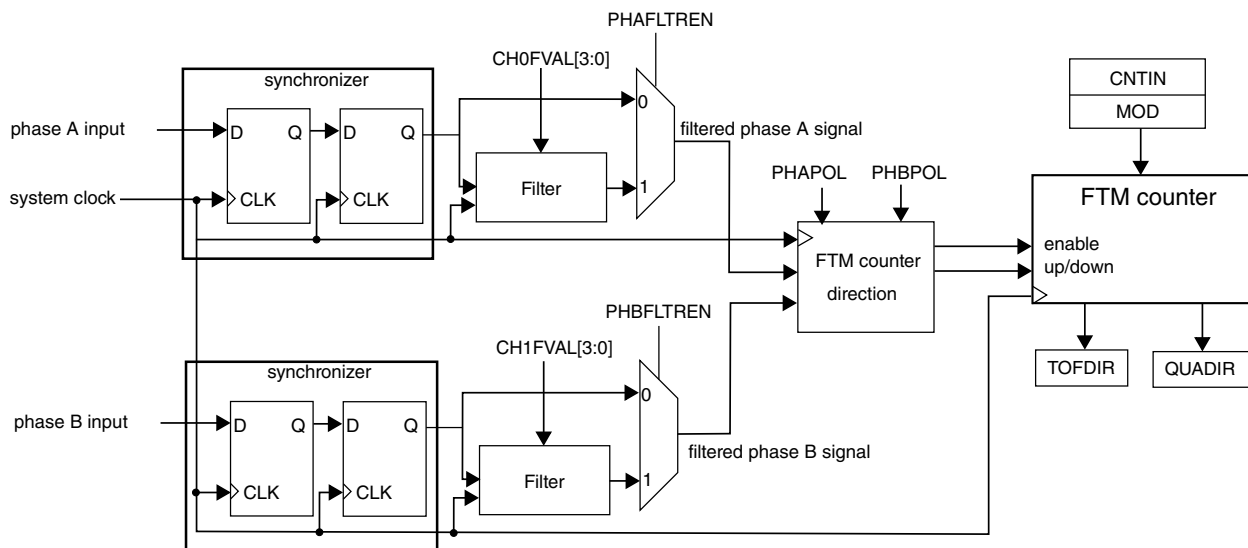 PHAFLTREN
CH0FVAL[3:0]
synchronizer
CNTIN
MOD
0
phase A input
D Q D Q
filtered phase A signal
Filter
1
PHAPOL PHBPOL
system clock
CLK CLK
FTM counter
enable
up/down
FTM counter
direction
PHBFLTREN
CH1FVAL[3:0]
synchronizer
TOFDIR
QUADIR
0
phase B input
D Q D Q
filtered phase B signal
Filter
1
CLK CLK